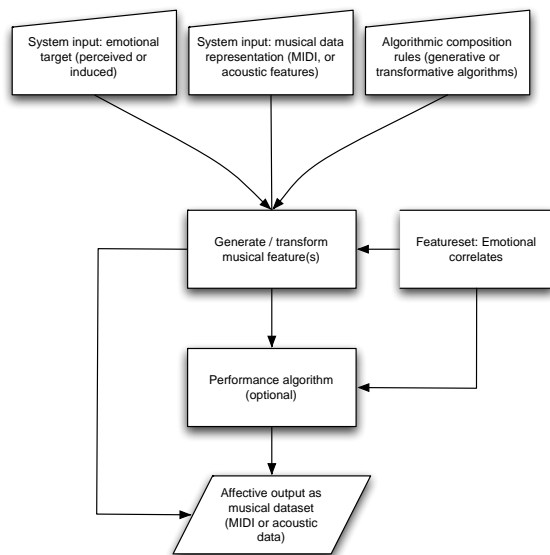 System input: emotional
target (perceived or
induced)
System input: musical data
representation (MIDI, or
acoustic features)
Algorithmic composition
rules (generative or
transformative algorithms)
Generate / transform
musical feature(s)
Featureset: Emotional
correlates
Performance algorithm
(optional)
Affective output as
musical dataset
(MIDI or acoustic
data)